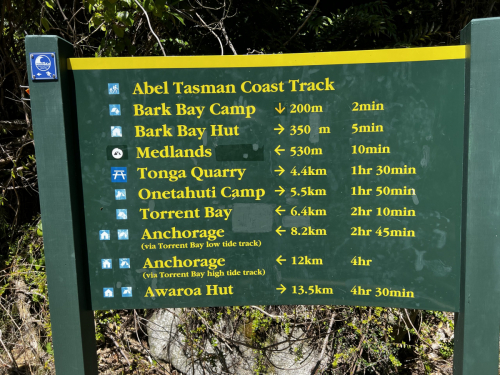 Abel Tasman Coast Track
Bark Bay Camp ↓ 200m 2min
Bark Bay Hut → 350 m 5min
Medlands ← 530m 10min
Tonga Quarry → 4.4km 1hr 30min
Onetahuti Camp → 5.5km 1hr 50min
Torrent Bay ← 6.4km 2hr 10min
Anchorage ← 8.2km 2hr 45min
(via Torrent Bay low tide track)
Anchorage ← 12km 4hr
(via Torrent Bay high tide track)
Awaroa Hut → 13.5km 4hr 30min